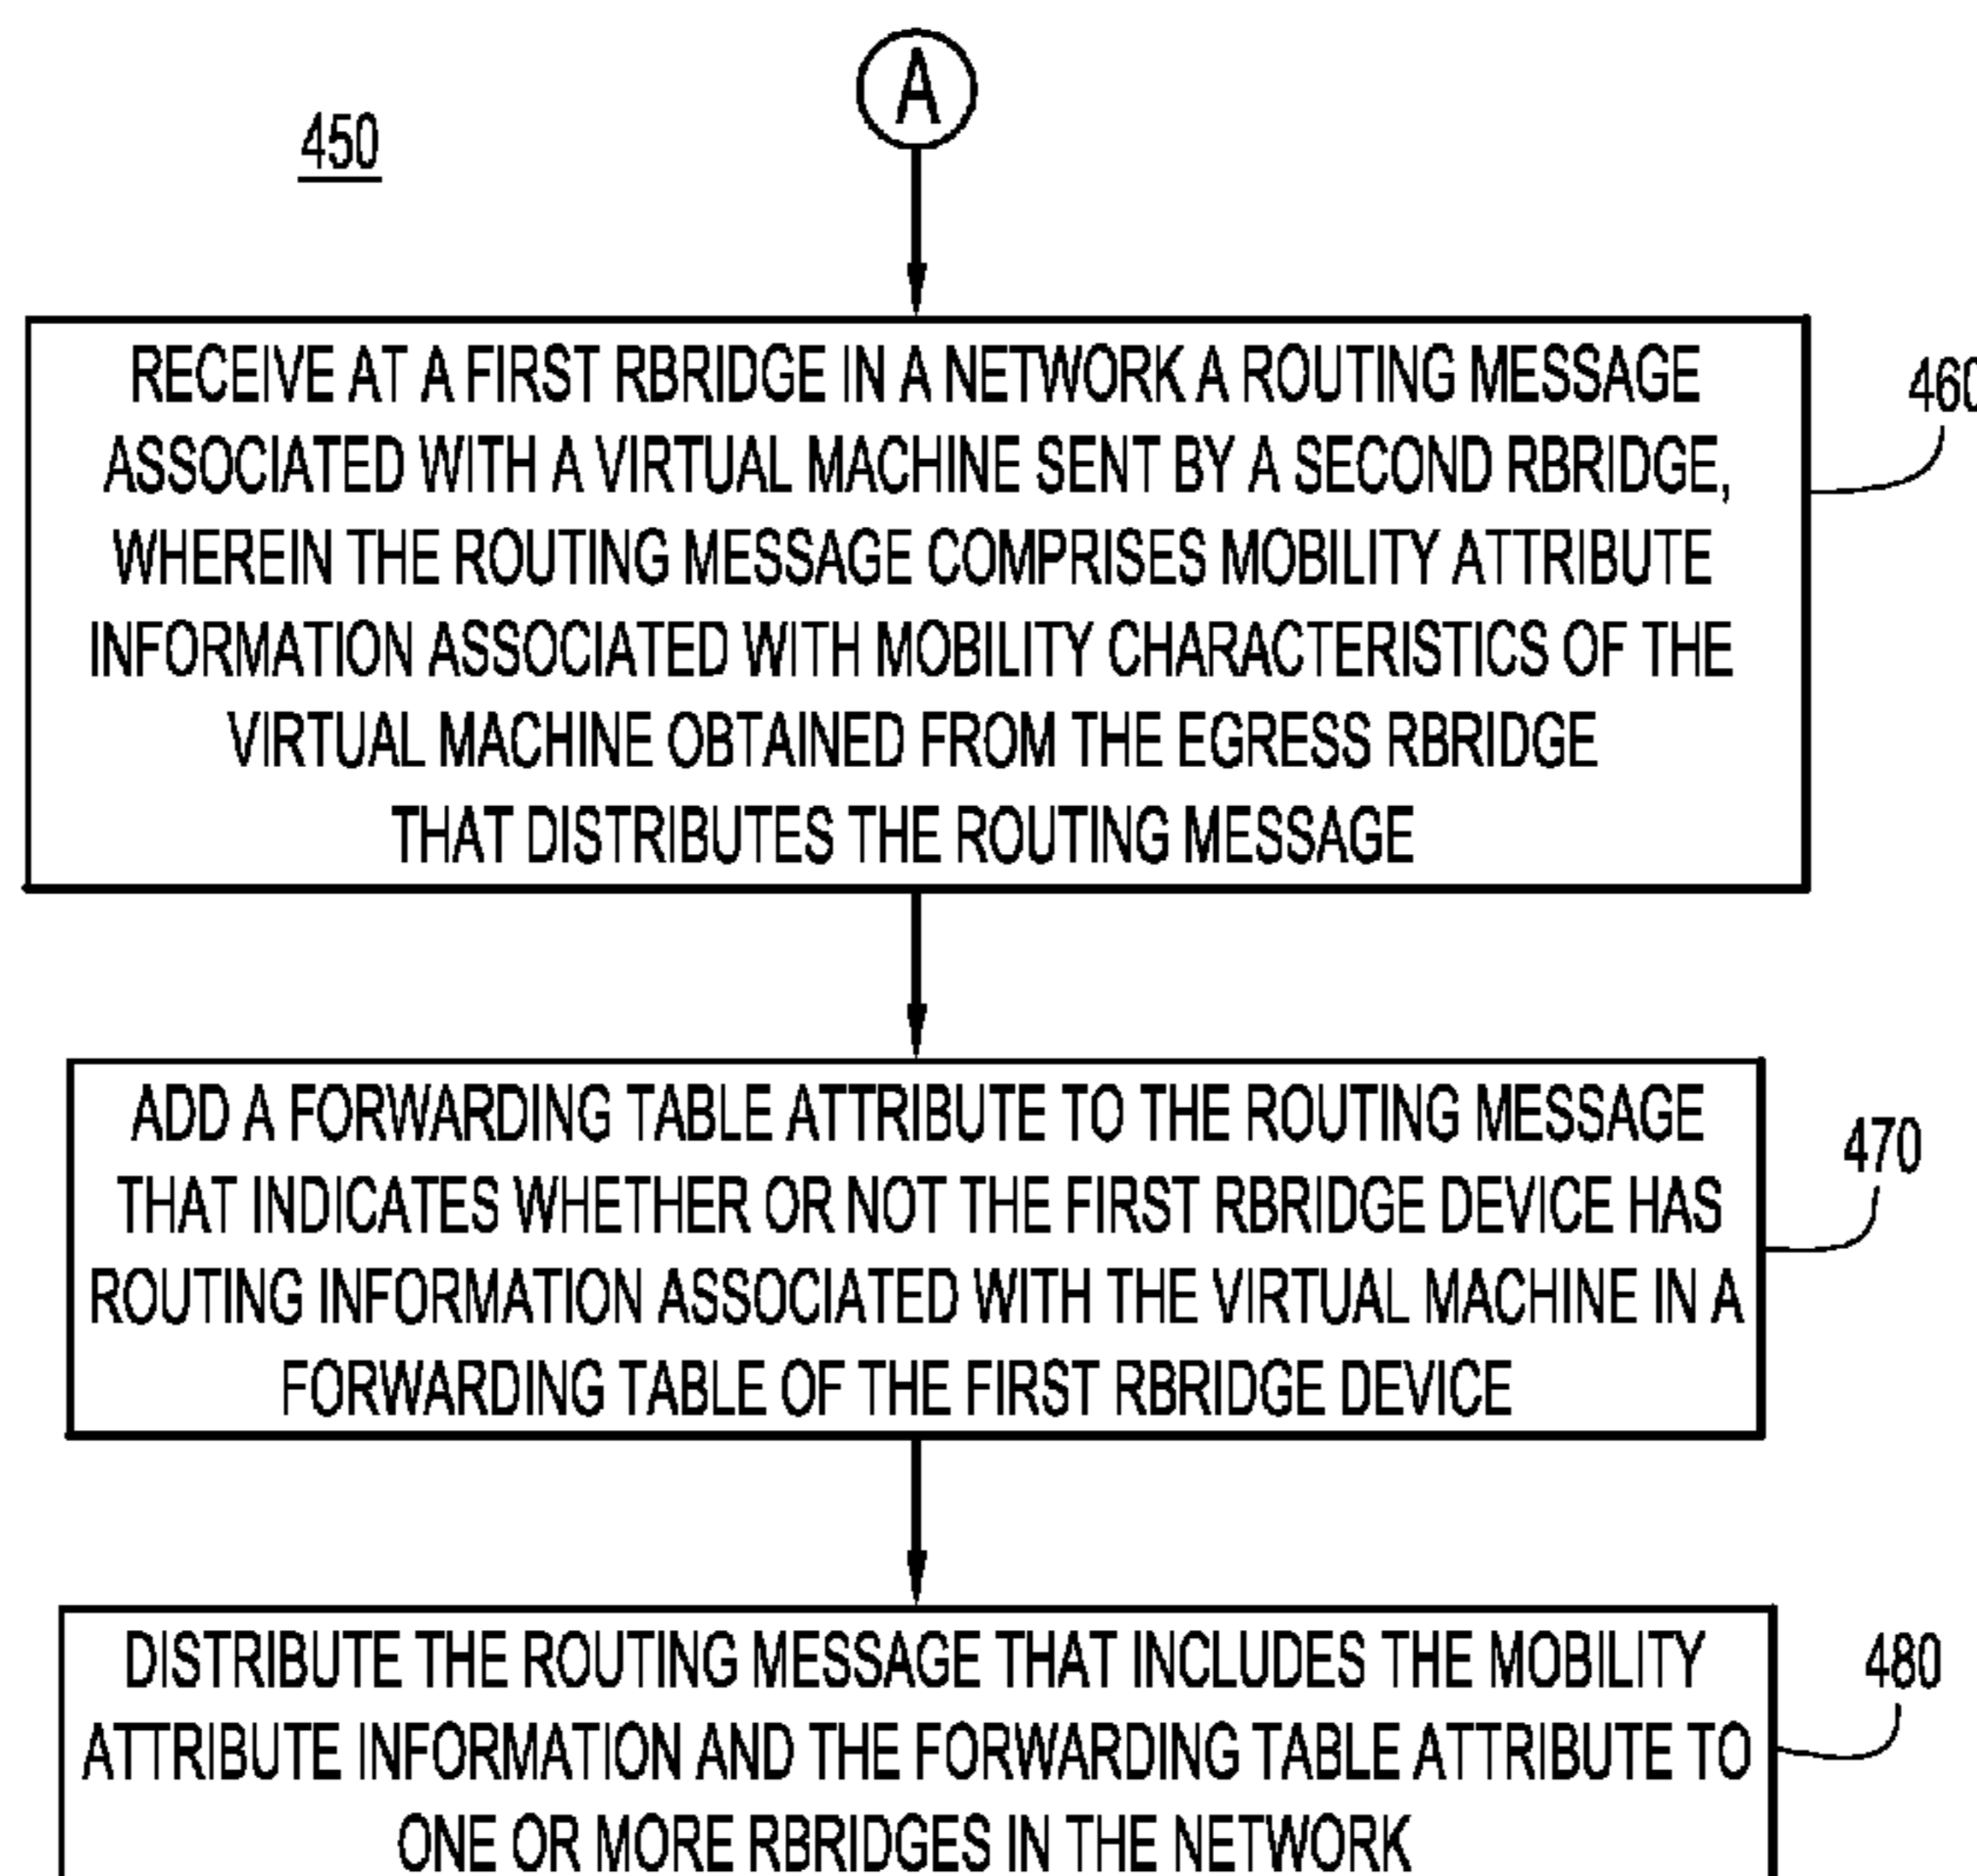 A
450
RECEIVE AT A FIRST RBRIDGE IN A NETWORK A ROUTING MESSAGE
ASSOCIATED WITH A VIRTUAL MACHINE SENT BY A SECOND RBRIDGE,
WHEREIN THE ROUTING MESSAGE COMPRISES MOBILITY ATTRIBUTE
INFORMATION ASSOCIATED WITH MOBILITY CHARACTERISTICS OF THE
VIRTUAL MACHINE OBTAINED FROM THE EGRESS RBRIDGE
THAT DISTRIBUTES THE ROUTING MESSAGE
460
ADD A FORWARDING TABLE ATTRIBUTE TO THE ROUTING MESSAGE
THAT INDICATES WHETHER OR NOT THE FIRST RBRIDGE DEVICE HAS
ROUTING INFORMATION ASSOCIATED WITH THE VIRTUAL MACHINE IN A
FORWARDING TABLE OF THE FIRST RBRIDGE DEVICE
470
DISTRIBUTE THE ROUTING MESSAGE THAT INCLUDES THE MOBILITY
ATTRIBUTE INFORMATION AND THE FORWARDING TABLE ATTRIBUTE TO
ONE OR MORE RBRIDGES IN THE NETWORK
480